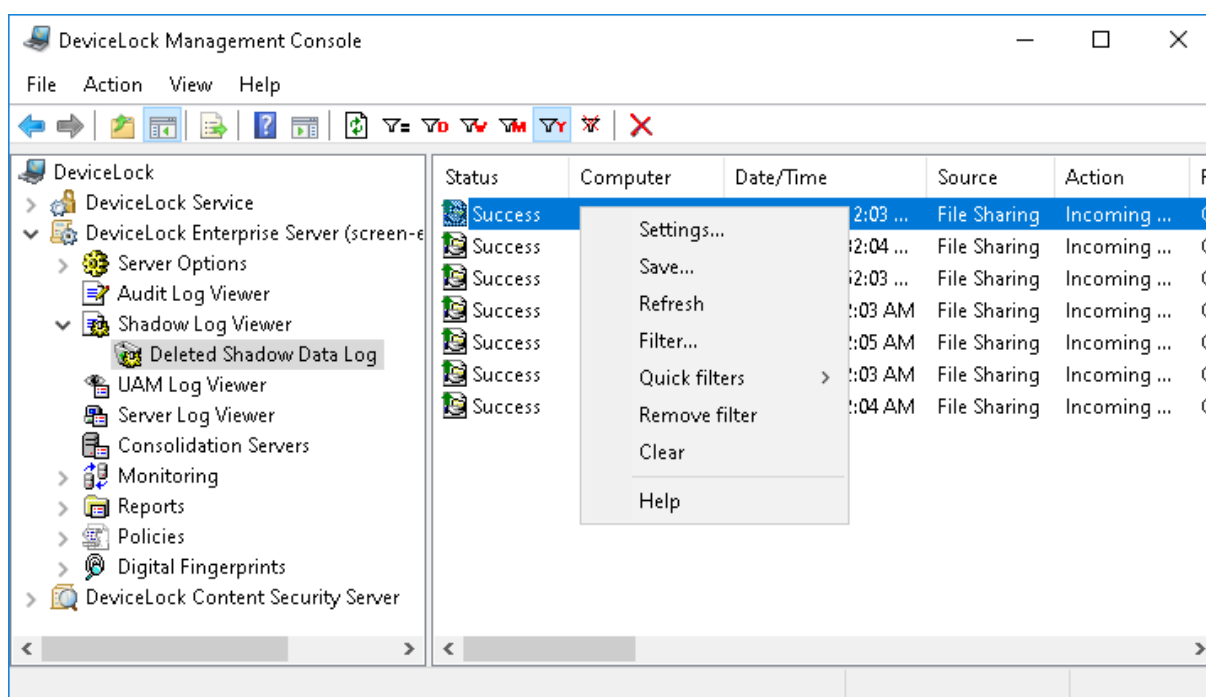 DeviceLock Management Console
File Action View Help
DeviceLock
DeviceLock Service
DeviceLock Enterprise Server (screen-e
Server Options
Audit Log Viewer
Shadow Log Viewer
Deleted Shadow Data Log
UAM Log Viewer
Server Log Viewer
Consolidation Servers
Monitoring
Reports
Policies
Digital Fingerprints
DeviceLock Content Security Server
Status Computer Date/Time Source Action
Success 2:03 ... File Sharing Incoming ...
Success 2:04 ... File Sharing Incoming ...
Success 2:03 ... File Sharing Incoming ...
Success :03 AM File Sharing Incoming ...
Success :05 AM File Sharing Incoming ...
Success :03 AM File Sharing Incoming ...
Success :04 AM File Sharing Incoming ...
Settings...
Save...
Refresh
Filter...
Quick filters
Remove filter
Clear
Help